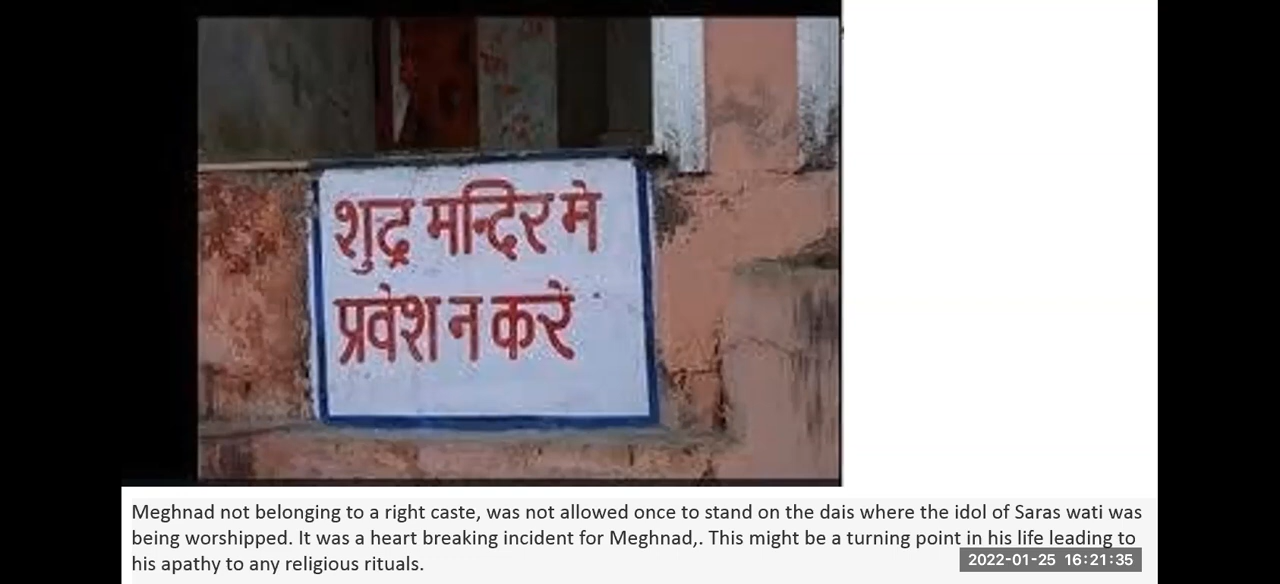 शुद्र मन्दिर मे
प्रवेश न करें
Meghnad not belonging to a right caste, was not allowed once to stand on the dais where the idol of Saras wati was
being worshipped. It was a heart breaking incident for Meghnad,. This might be a turning point in his life leading to
his apathy to any religious rituals.
2022-01-25 16:21:35